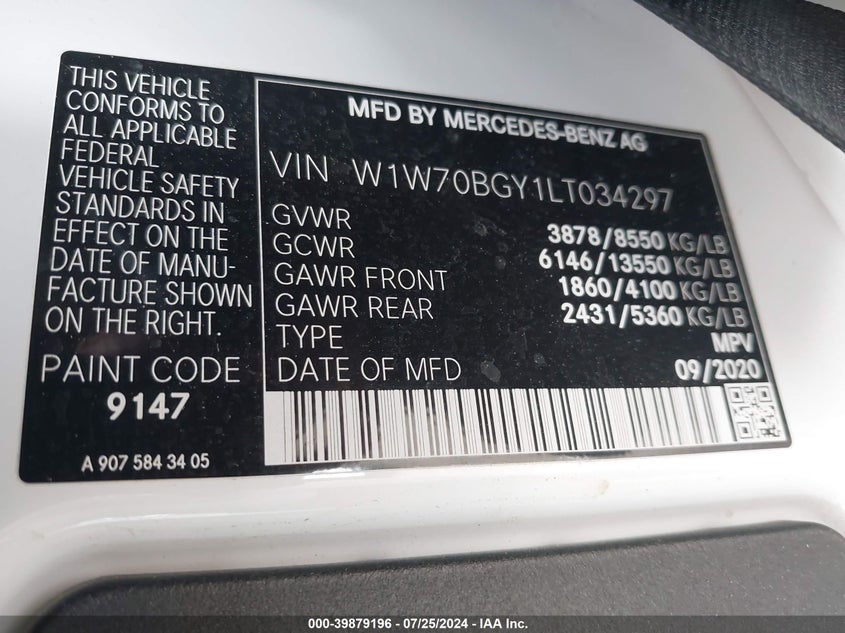 THIS VEHICLE
CONFORMS TO
ALL APPLICABLE
FEDERAL
VEHICLE SAFETY
STANDARDS IN
EFFECT ON THE
DATE OF MANU-
FACTURE SHOWN
ON THE RIGHT.
PAINT CODE
9147
A 907 584 34 05
MFD BY MERCEDES-BENZ AG
VIN W1W70BGY1LT034297
GVWR 3878/8550 KG/LB
GCWR 6146/13550 KG/LB
GAWR FRONT 1860/4100 KG/LB
GAWR REAR 2431/5360 KG/LB
TYPE MPV
DATE OF MFD 09/2020
000-39879196 - 07/25/2024 - IAA Inc.